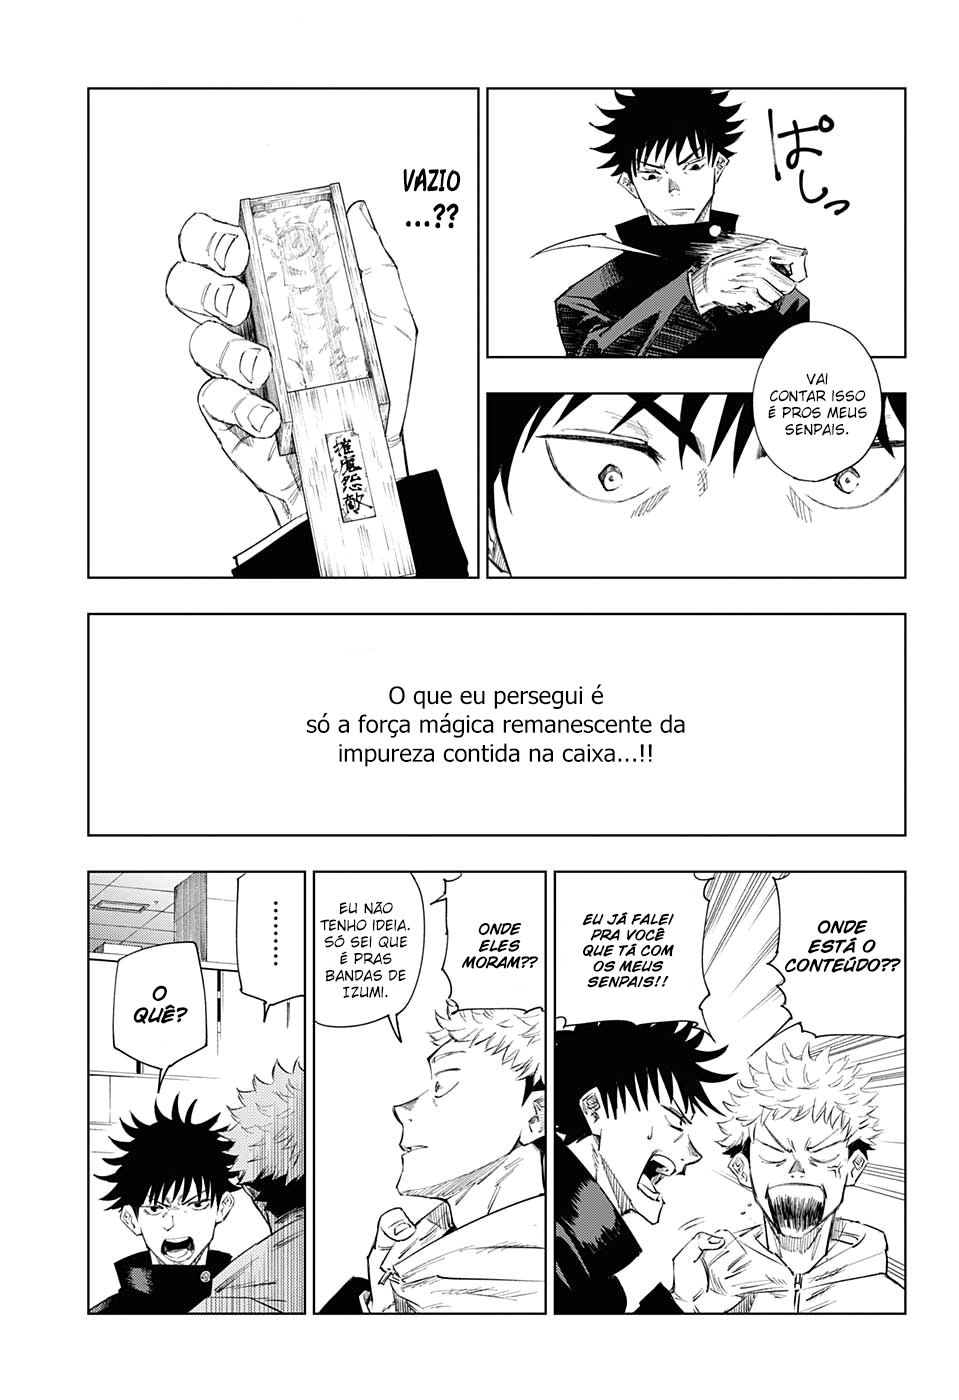 ぱしっ
VAI
CONTAR ISSO
É PROS MEUS
SENPAIS.
VAZIO
...??
摧魔怨敵
O que eu persegui é
só a força mágica remanescente da
impureza contida na caixa...!!
ONDE
ESTÁ O
CONTEÚDO??
EU JÁ FALEI
PRA VOCÊ
QUE TÁ COM
OS MEUS
SENPAIS!!
ONDE
ELES
MORAM??
EU NÃO
TENHO IDEIA.
SÓ SEI QUE
É PRAS
BANDAS DE
IZUMI.
.........
O
QUÊ?